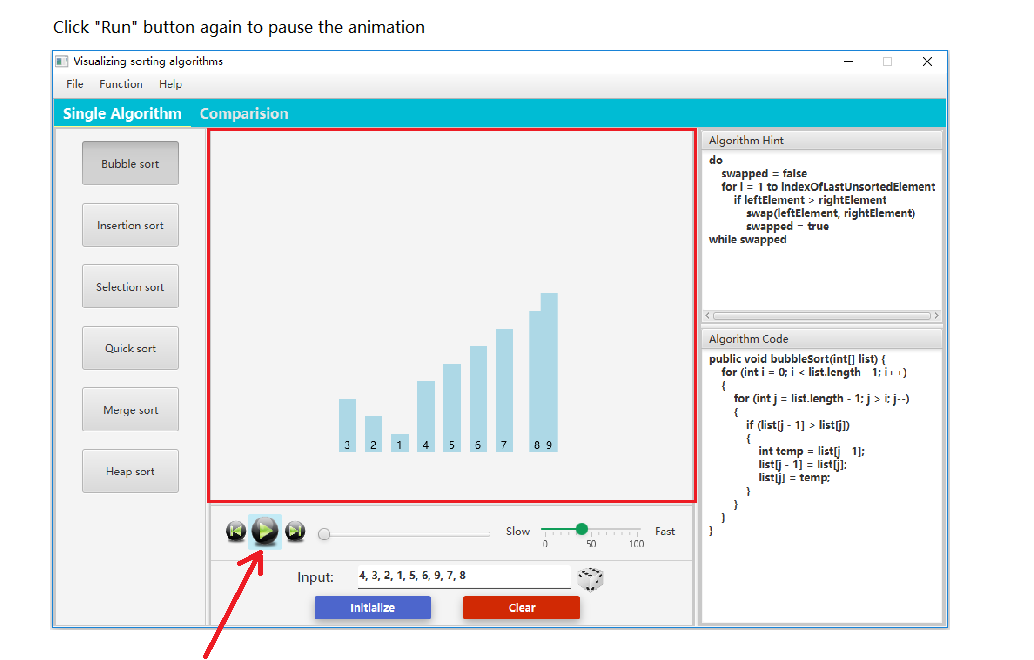 Click "Run" button again to pause the animation
Visualizing sorting algorithms
File Function Help
Single Algorithm Comparision
Bubble sort
Insertion sort
Selection sort
Quick sort
Merge sort
Heap sort
3 2 1 4 5 6 7 8 9
Slow Fast
0 50 100
Input: 4, 3, 2, 1, 5, 6, 9, 7, 8
Initialize Clear
Algorithm Hint
do
swapped = false
for i = 1 to indexOfLastUnsortedElement
if leftElement > rightElement
swap(leftElement, rightElement)
swapped = true
while swapped
Algorithm Code
public void bubbleSort(int[] list) {
for (int i = 0; i < list.length - 1; i++)
{
for (int j = list.length - 1; j > i; j--)
{
if (list[j - 1] > list[j])
{
int temp = list[j - 1];
list[j - 1] = list[j];
list[j] = temp;
}
}
}
}